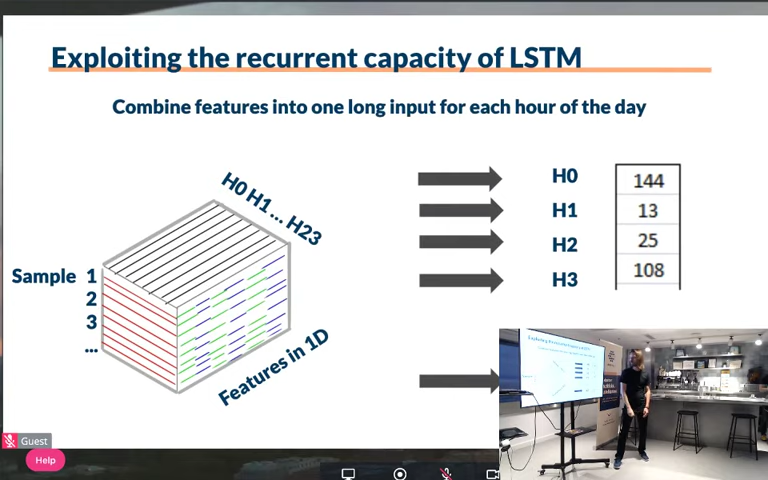 Exploiting the recurrent capacity of LSTM
Combine features into one long input for each hour of the day
H0 H1 ... H23
Sample 1
2
3
...
Features in 1D
H0 144
H1 13
H2 25
H3 108
Guest
Help